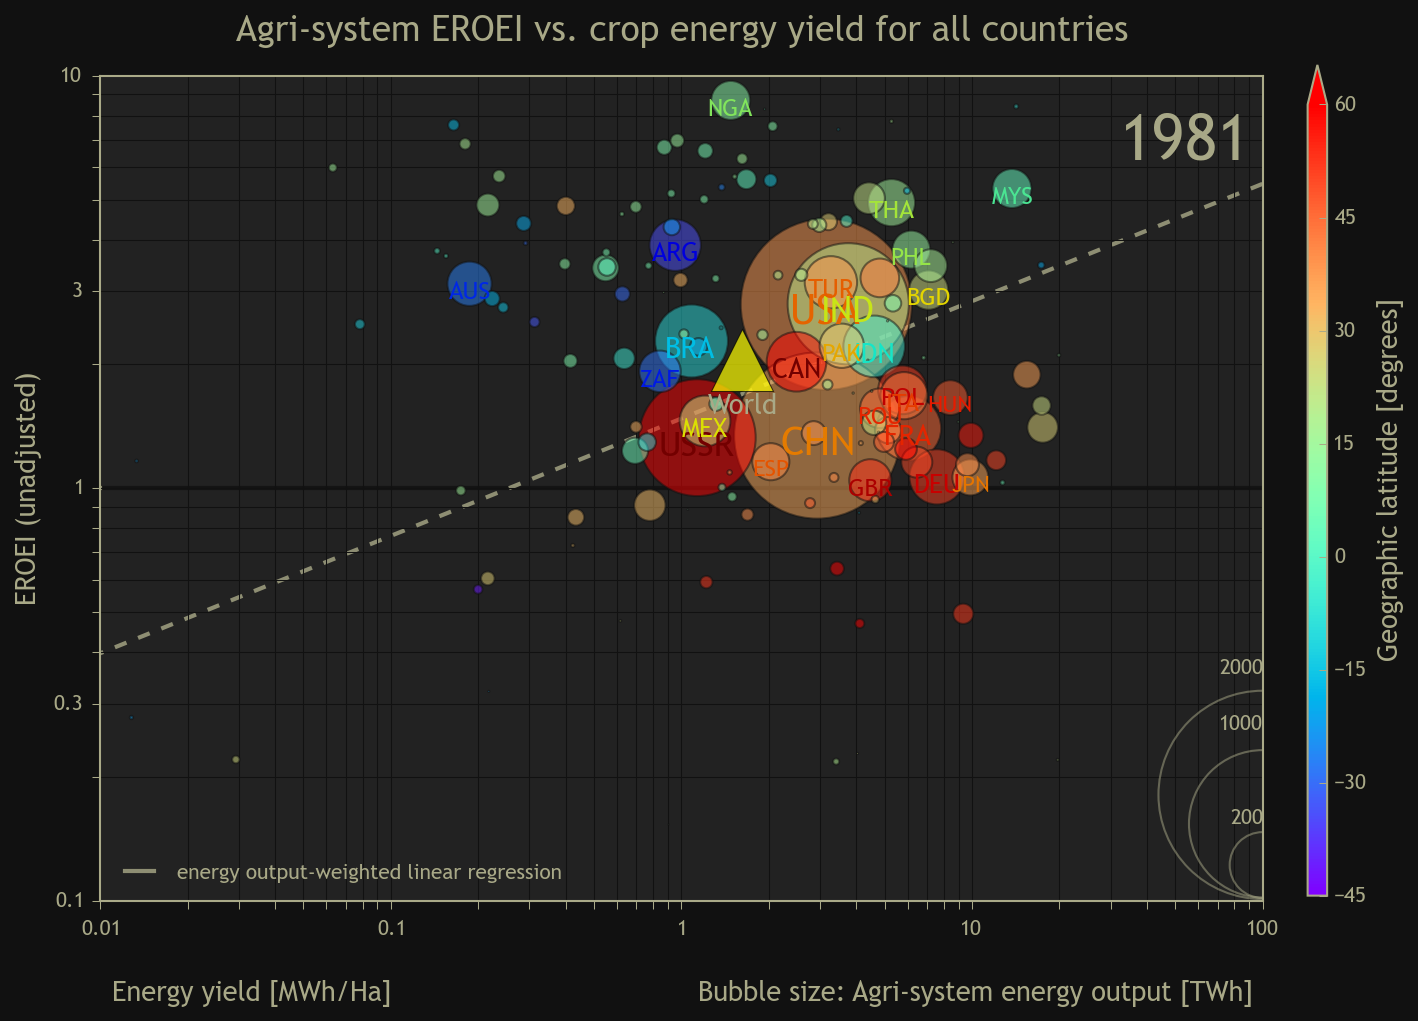 Agri-system EROEI vs. crop energy yield for all countries
1981
EROEI (unadjusted)
10
3
1
0.3
0.1
NGA
MYS
THA
ARG
PHL
AUS
TUR
BGD
USA
IND
BRA
PAK
IDN
ZAF
CAN
World
POL
HUN
MEX
ROU
USSR
CHN
FRA
ESP
GBR
DEU
JPN
2000
1000
200
energy output-weighted linear regression
0.01
0.1
1
10
100
Energy yield [MWh/Ha]
Bubble size: Agri-system energy output [TWh]
60
45
30
15
0
−15
−30
−45
Geographic latitude [degrees]